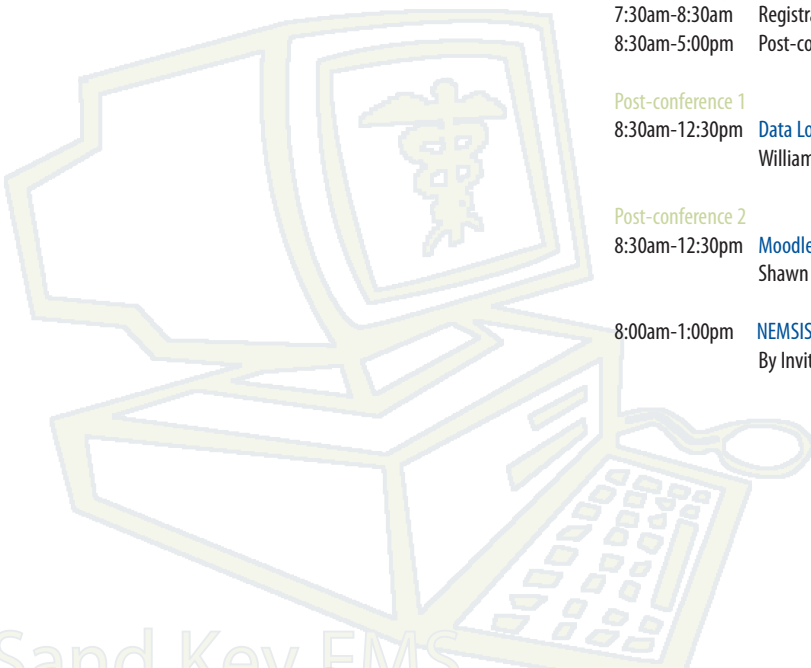 7:30am-8:30am Registra
8:30am-5:00pm Post-co
Post-conference 1
8:30am-12:30pm Data Lo
William
Post-conference 2
8:30am-12:30pm Moodle
Shawn
8:00am-1:00pm NEMSIS
By Invit
Sand Key EMS